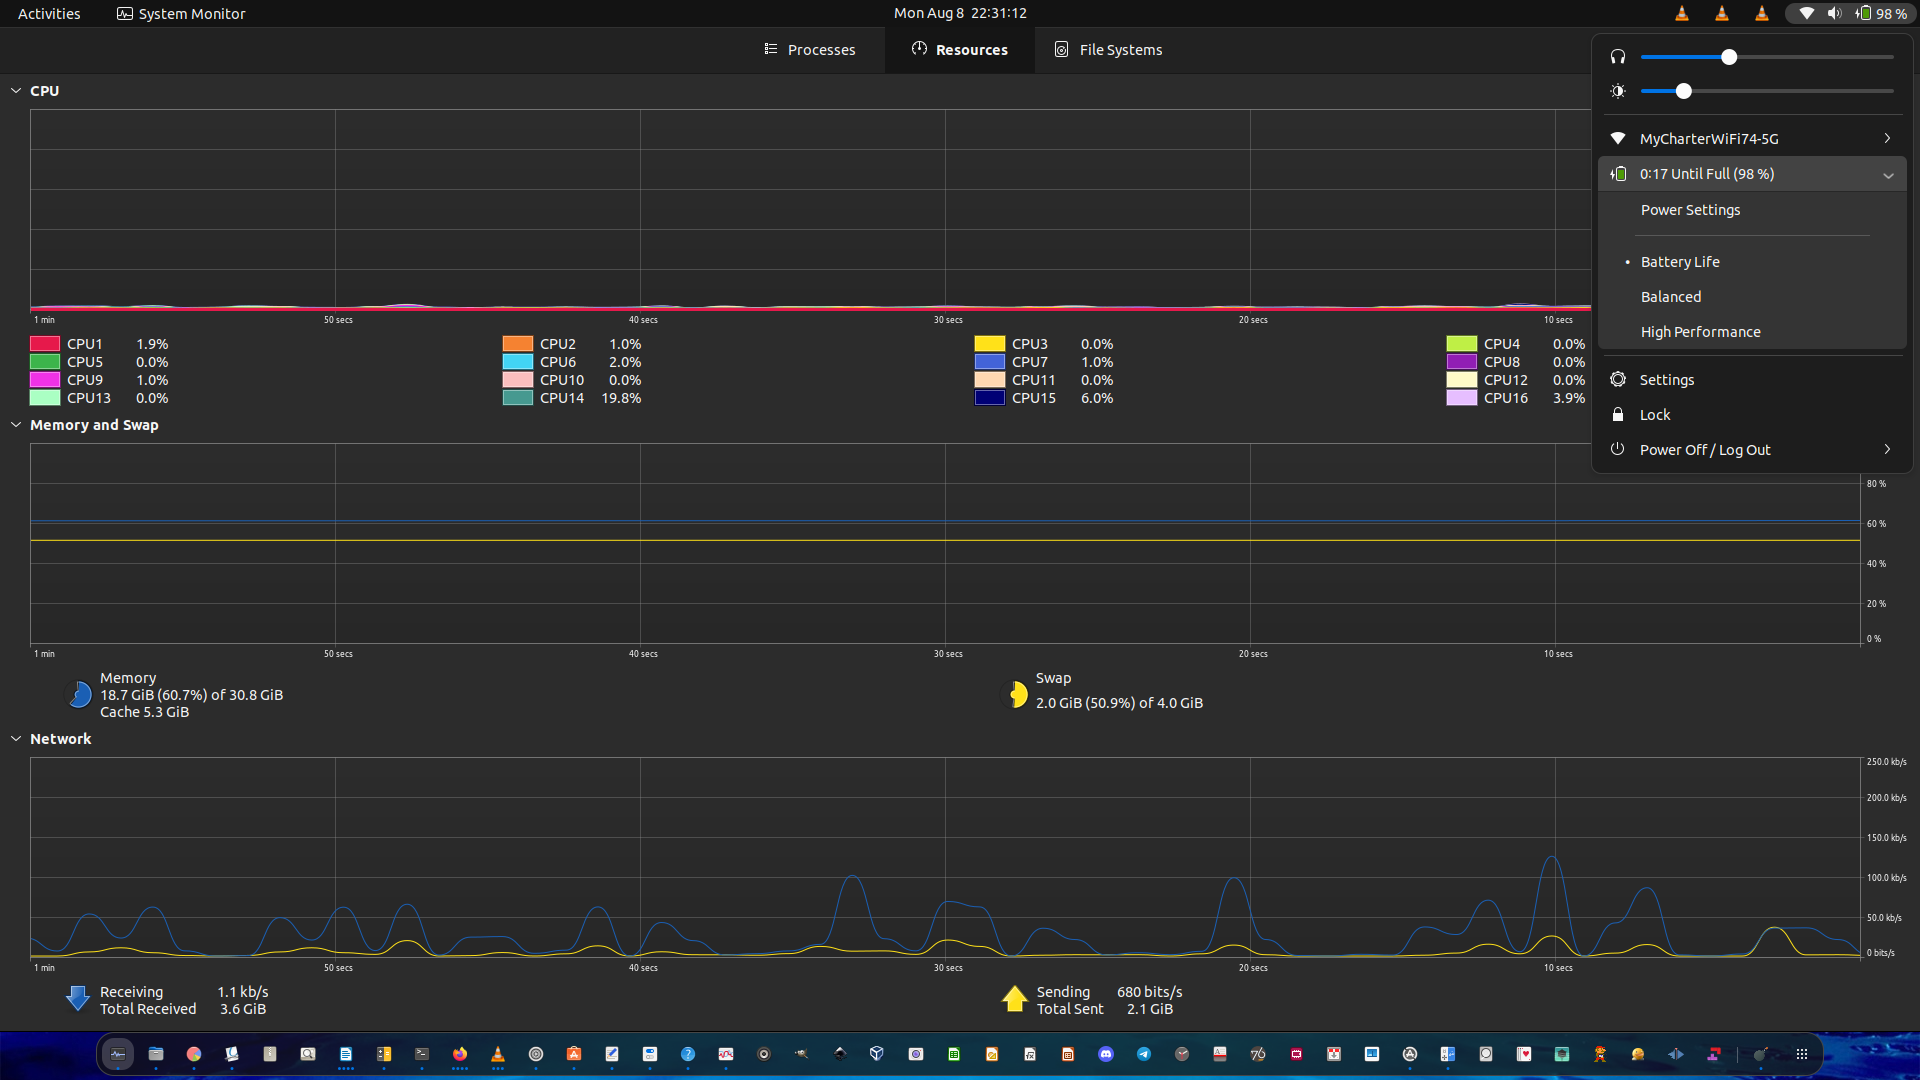 Activities
System Monitor
Mon Aug 8 22:31:12
98 %
Processes
Resources
File Systems
CPU
1 min
50 secs
40 secs
30 secs
20 secs
10 secs
CPU1 1.9%
CPU2 1.0%
CPU3 0.0%
CPU4 0.0%
CPU5 0.0%
CPU6 2.0%
CPU7 1.0%
CPU8 0.0%
CPU9 1.0%
CPU10 0.0%
CPU11 0.0%
CPU12 0.0%
CPU13 0.0%
CPU14 19.8%
CPU15 6.0%
CPU16 3.9%
MyCharterWiFi74-5G
0:17 Until Full (98 %)
Power Settings
• Battery Life
Balanced
High Performance
Settings
Lock
Power Off / Log Out
Memory and Swap
80 %
60 %
40 %
20 %
0 %
1 min
50 secs
40 secs
30 secs
20 secs
10 secs
Memory
18.7 GiB (60.7%) of 30.8 GiB
Cache 5.3 GiB
Swap
2.0 GiB (50.9%) of 4.0 GiB
Network
250.0 kb/s
200.0 kb/s
150.0 kb/s
100.0 kb/s
50.0 kb/s
0 bits/s
1 min
50 secs
40 secs
30 secs
20 secs
10 secs
Receiving 1.1 kb/s
Total Received 3.6 GiB
Sending 680 bits/s
Total Sent 2.1 GiB
76